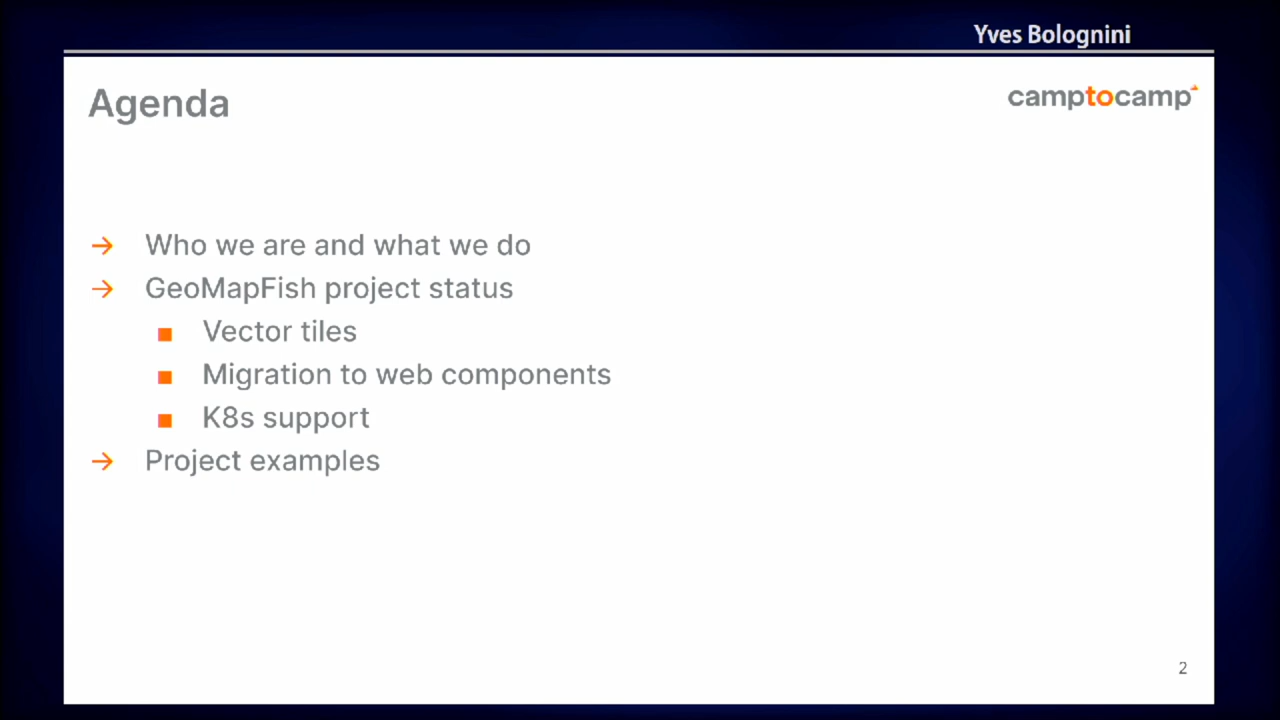 Yves Bolognini
Agenda
camptocamp
→ Who we are and what we do
→ GeoMapFish project status
■ Vector tiles
■ Migration to web components
■ K8s support
→ Project examples
2